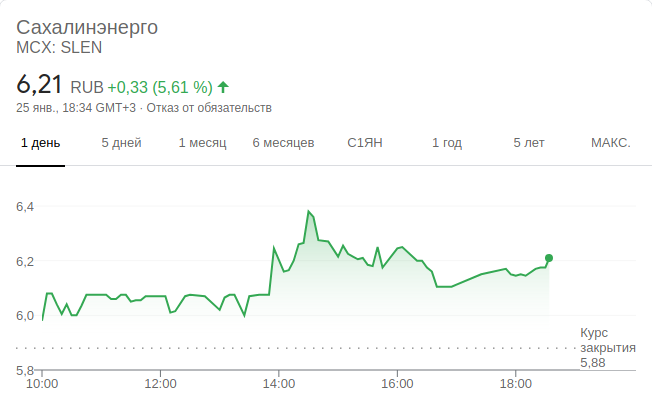 Сахалинэнерго
MCX: SLEN
6,21 RUB +0,33 (5,61 %)
25 янв., 18:34 GMT+3 · Отказ от обязательств
1 день 5 дней 1 месяц 6 месяцев С1ЯН 1 год 5 лет МАКС.
6,4
6,2
6,0
Курс
закрытия
5,88
5,8
10:00 12:00 14:00 16:00 18:00